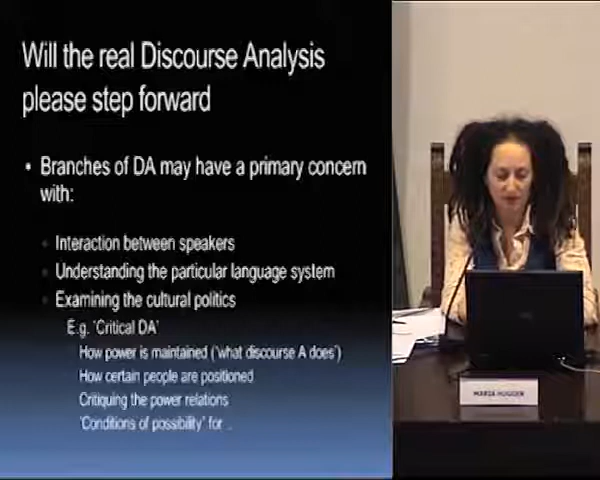 Will the real Discourse Analysis
please step forward
• Branches of DA may have a primary concern
with:
Interaction between speakers
Understanding the particular language system
Examining the cultural politics
E.g. 'Critical DA'
How power is maintained ('what discourse A does')
How certain people are positioned
Critiquing the power relations
'Conditions of possibility' for ..
MARIA